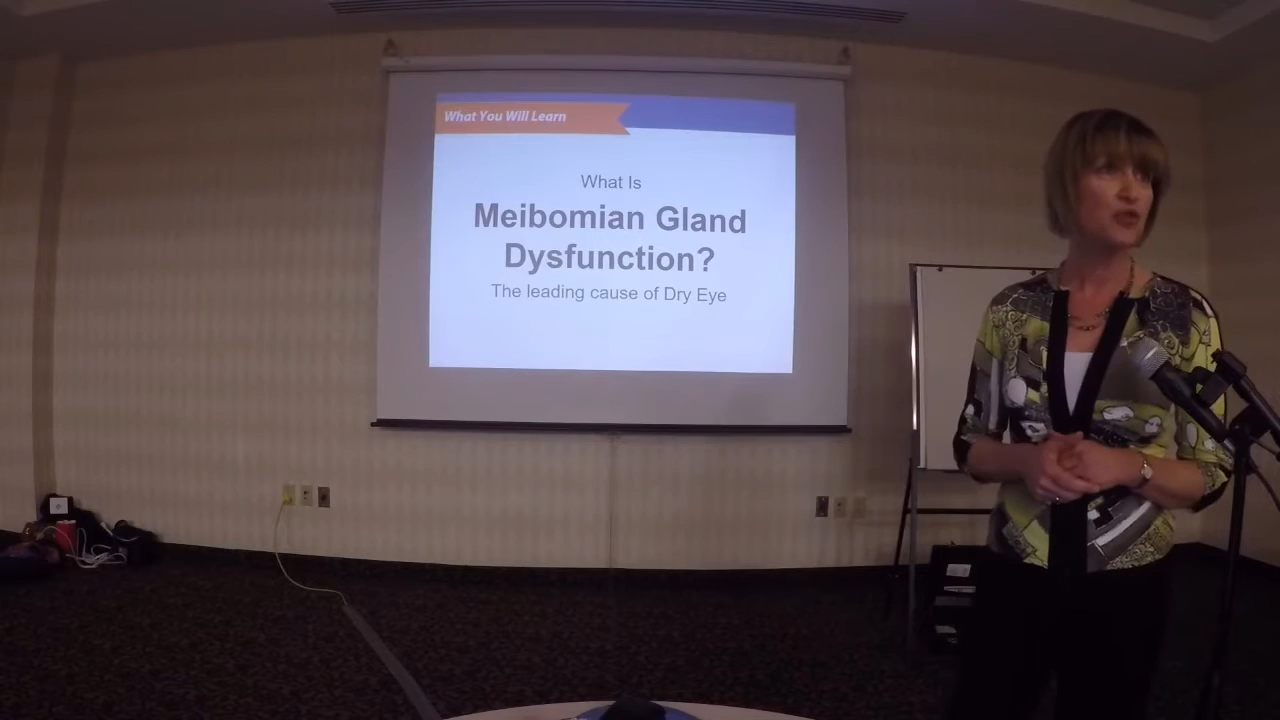 What You Will Learn
What Is
Meibomian Gland
Dysfunction?
The leading cause of Dry Eye